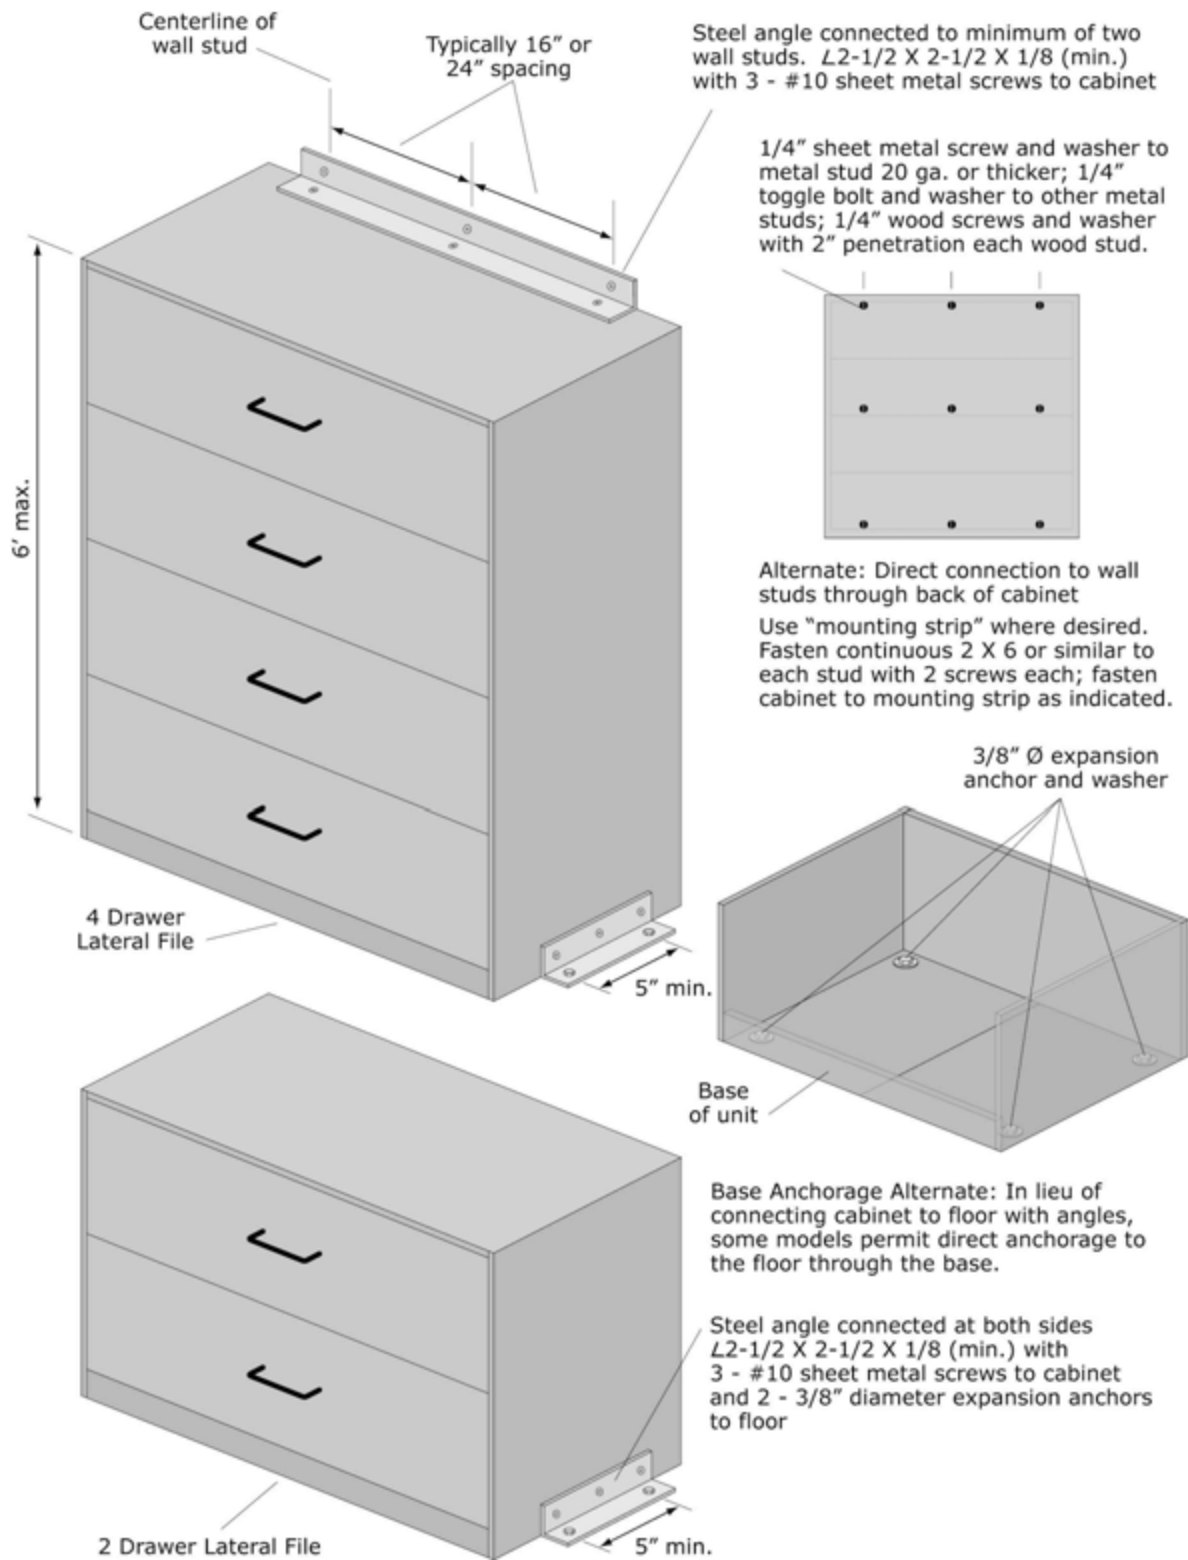 Centerline of
wall stud
Typically 16” or
24” spacing
Steel angle connected to minimum of two
wall studs. ∠2-1/2 X 2-1/2 X 1/8 (min.)
with 3 - #10 sheet metal screws to cabinet
1/4” sheet metal screw and washer to
metal stud 20 ga. or thicker; 1/4”
toggle bolt and washer to other metal
studs; 1/4” wood screws and washer
with 2” penetration each wood stud.
6’ max.
Alternate: Direct connection to wall
studs through back of cabinet
Use “mounting strip” where desired.
Fasten continuous 2 X 6 or similar to
each stud with 2 screws each; fasten
cabinet to mounting strip as indicated.
3/8” Ø expansion
anchor and washer
4 Drawer
Lateral File
5” min.
Base
of unit
Base Anchorage Alternate: In lieu of
connecting cabinet to floor with angles,
some models permit direct anchorage to
the floor through the base.
Steel angle connected at both sides
∠2-1/2 X 2-1/2 X 1/8 (min.) with
3 - #10 sheet metal screws to cabinet
and 2 - 3/8” diameter expansion anchors
to floor
2 Drawer Lateral File
5” min.